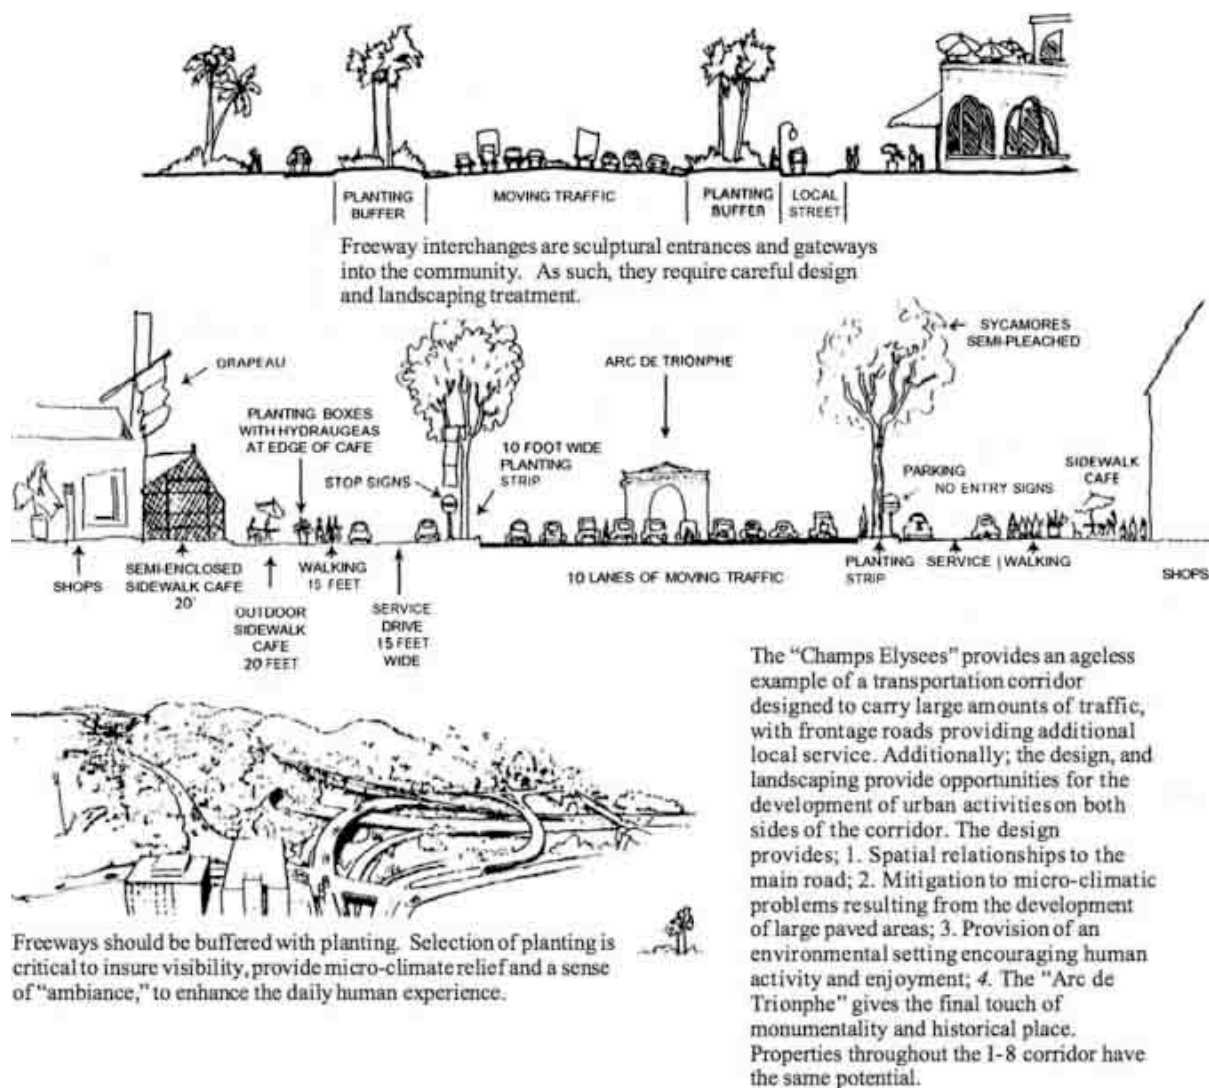 PLANTING
BUFFER
MOVING TRAFFIC
PLANTING
BUFFER
LOCAL
STREET
Freeway interchanges are sculptural entrances and gateways
into the community. As such, they require careful design
and landscaping treatment.
GRAPEAU
PLANTING BOXES
WITH HYDRAUGEAS
AT EDGE OF CAFE
STOP SIGNS
10 FOOT WIDE
PLANTING
STRIP
ARC DE TRIONPHE
SYCAMORES
SEMI-PLEACHED
PARKING
NO ENTRY SIGNS
SIDEWALK
CAFE
SHOPS
SEMI-ENCLOSED
SIDEWALK CAFE
20'
OUTDOOR
SIDEWALK
CAFE
20 FEET
WALKING
15 FEET
SERVICE
DRIVE
15 FEET
WIDE
10 LANES OF MOVING TRAFFIC
PLANTING
STRIP
SERVICE | WALKING
SHOPS
Freeways should be buffered with planting. Selection of planting is
critical to insure visibility, provide micro-climate relief and a sense
of “ambiance,” to enhance the daily human experience.
The “Champs Elysees” provides an ageless
example of a transportation corridor
designed to carry large amounts of traffic,
with frontage roads providing additional
local service. Additionally; the design, and
landscaping provide opportunities for the
development of urban activities on both
sides of the corridor. The design
provides; 1. Spatial relationships to the
main road; 2. Mitigation to micro-climatic
problems resulting from the development
of large paved areas; 3. Provision of an
environmental setting encouraging human
activity and enjoyment; 4. The “Arc de
Trionphe” gives the final touch of
monumentality and historical place.
Properties throughout the I-8 corridor have
the same potential.